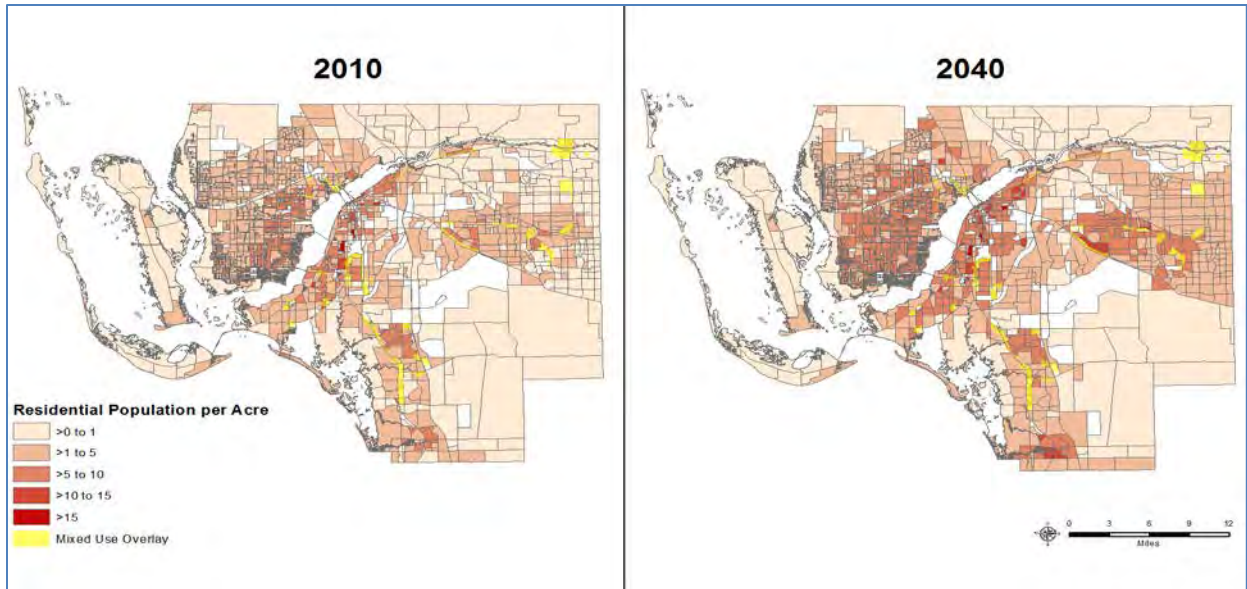 2010
2040
Residential Population per Acre
>0 to 1
>1 to 5
>5 to 10
>10 to 15
>15
Mixed Use Overlay
0 3 6 9 12
Miles